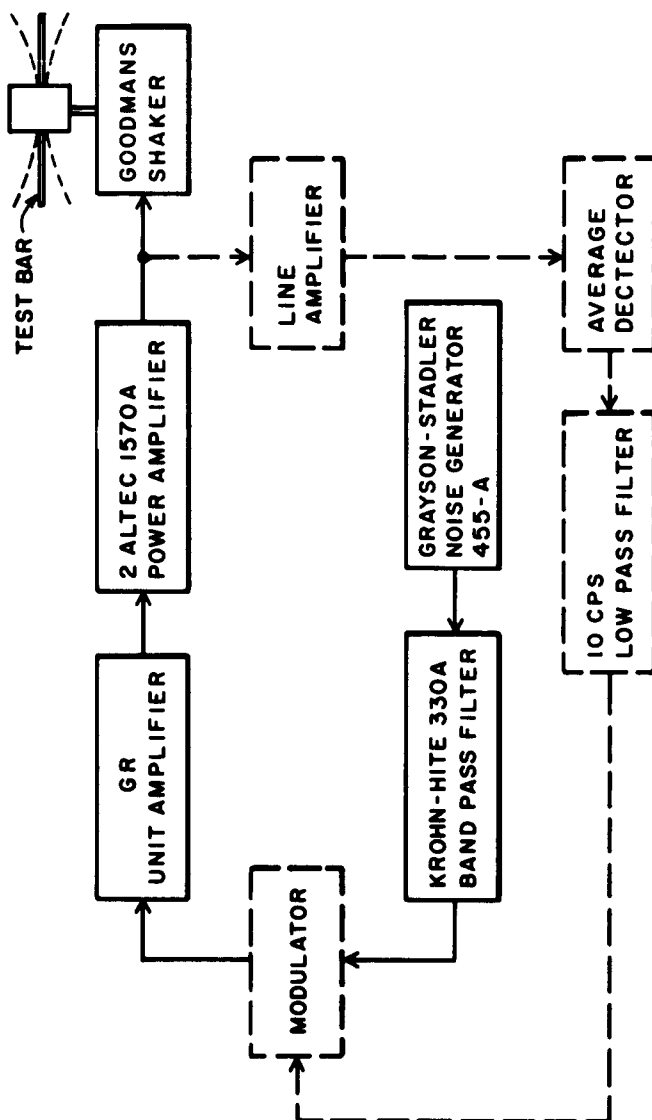 TEST BAR
GOODMANS
SHAKER
2 ALTEC 1570A
POWER AMPLIFIER
GR
UNIT AMPLIFIER
LINE
AMPLIFIER
MODULATOR
GRAYSON-STADLER
NOISE GENERATOR
455-A
KROHN-HITE 330A
BAND PASS FILTER
AVERAGE
DECTECTOR
10 CPS
LOW PASS FILTER